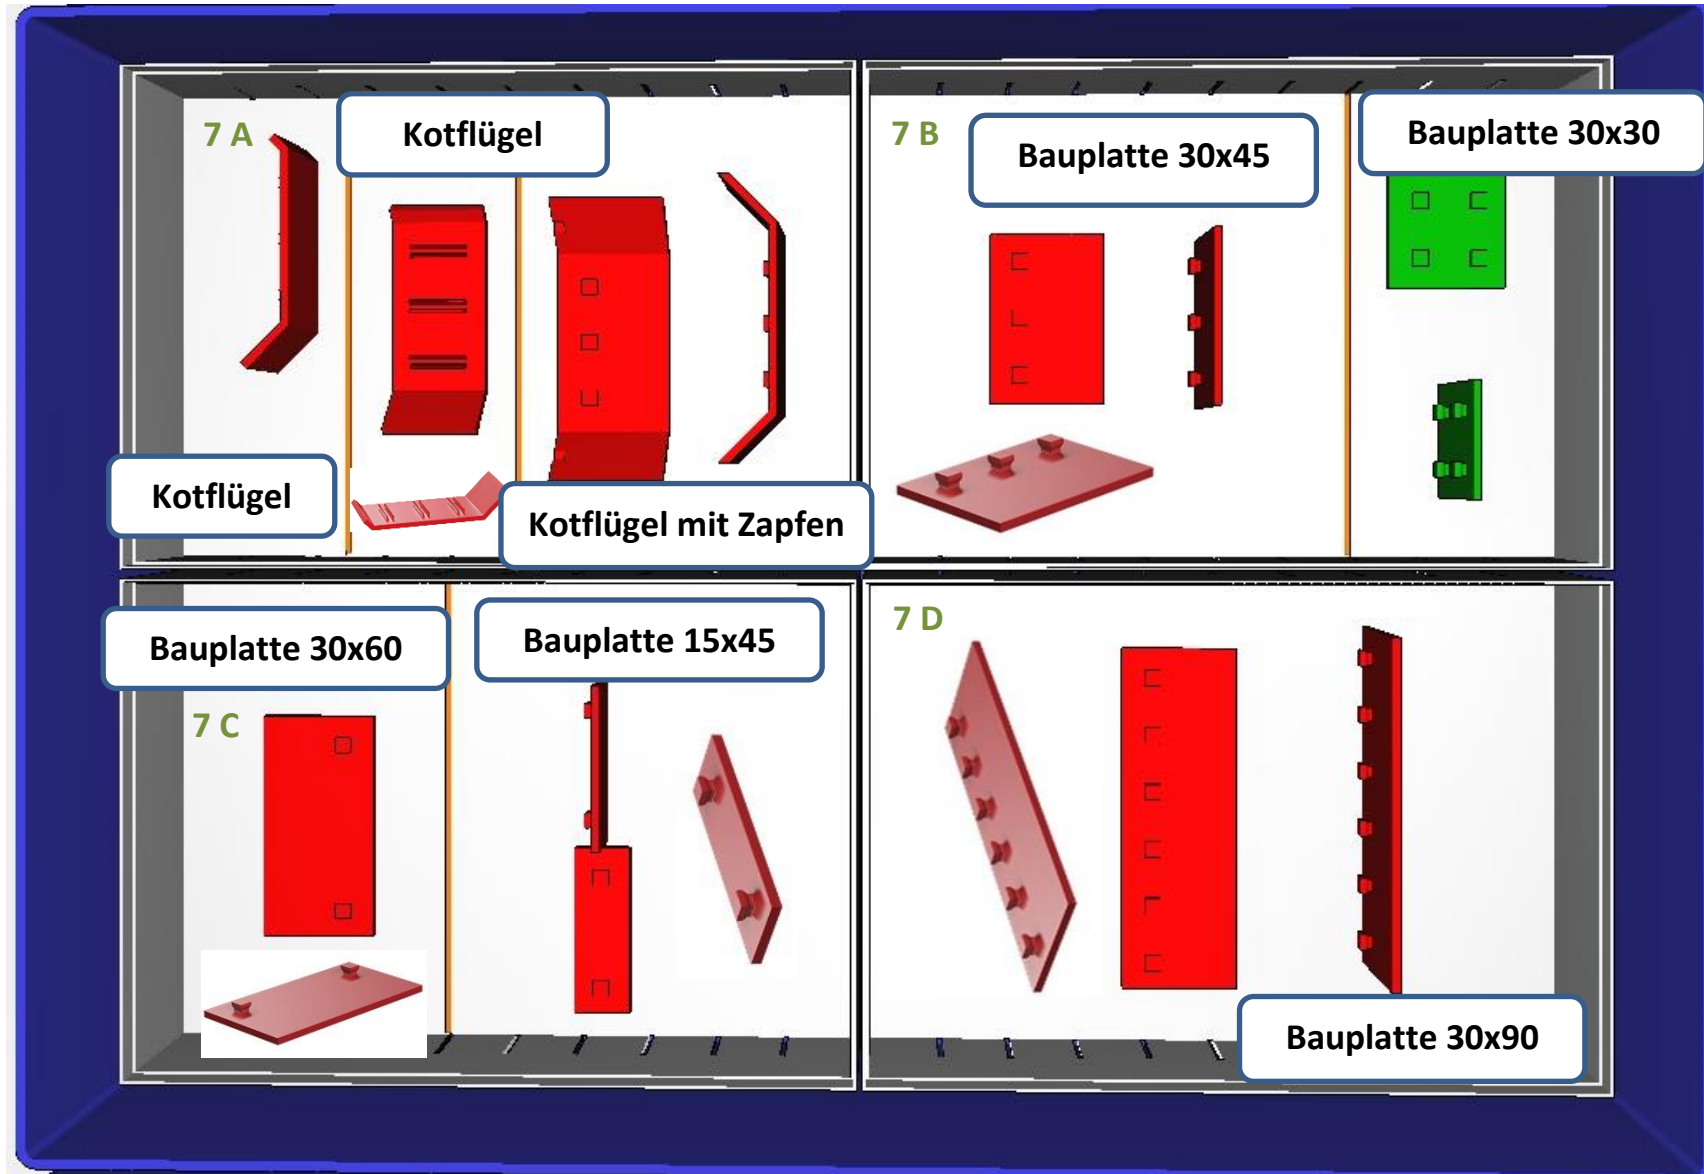 7 A
Kotflügel
7 B
Bauplatte 30x45
Bauplatte 30x30
Kotflügel
Kotflügel mit Zapfen
Bauplatte 30x60
Bauplatte 15x45
7 D
7 C
Bauplatte 30x90